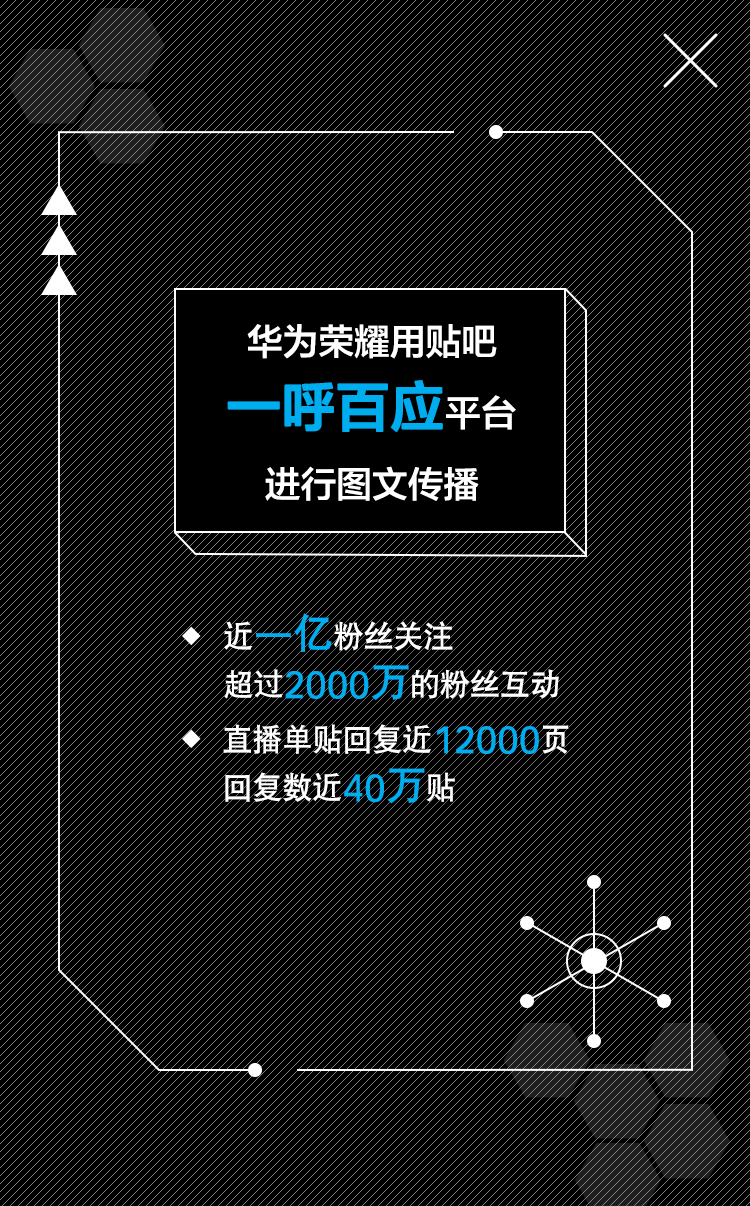 华为荣耀用贴吧
一呼百应平台
进行图文传播
近一亿粉丝关注
超过2000万的粉丝互动
直播单贴回复近12000页
回复数近40万贴